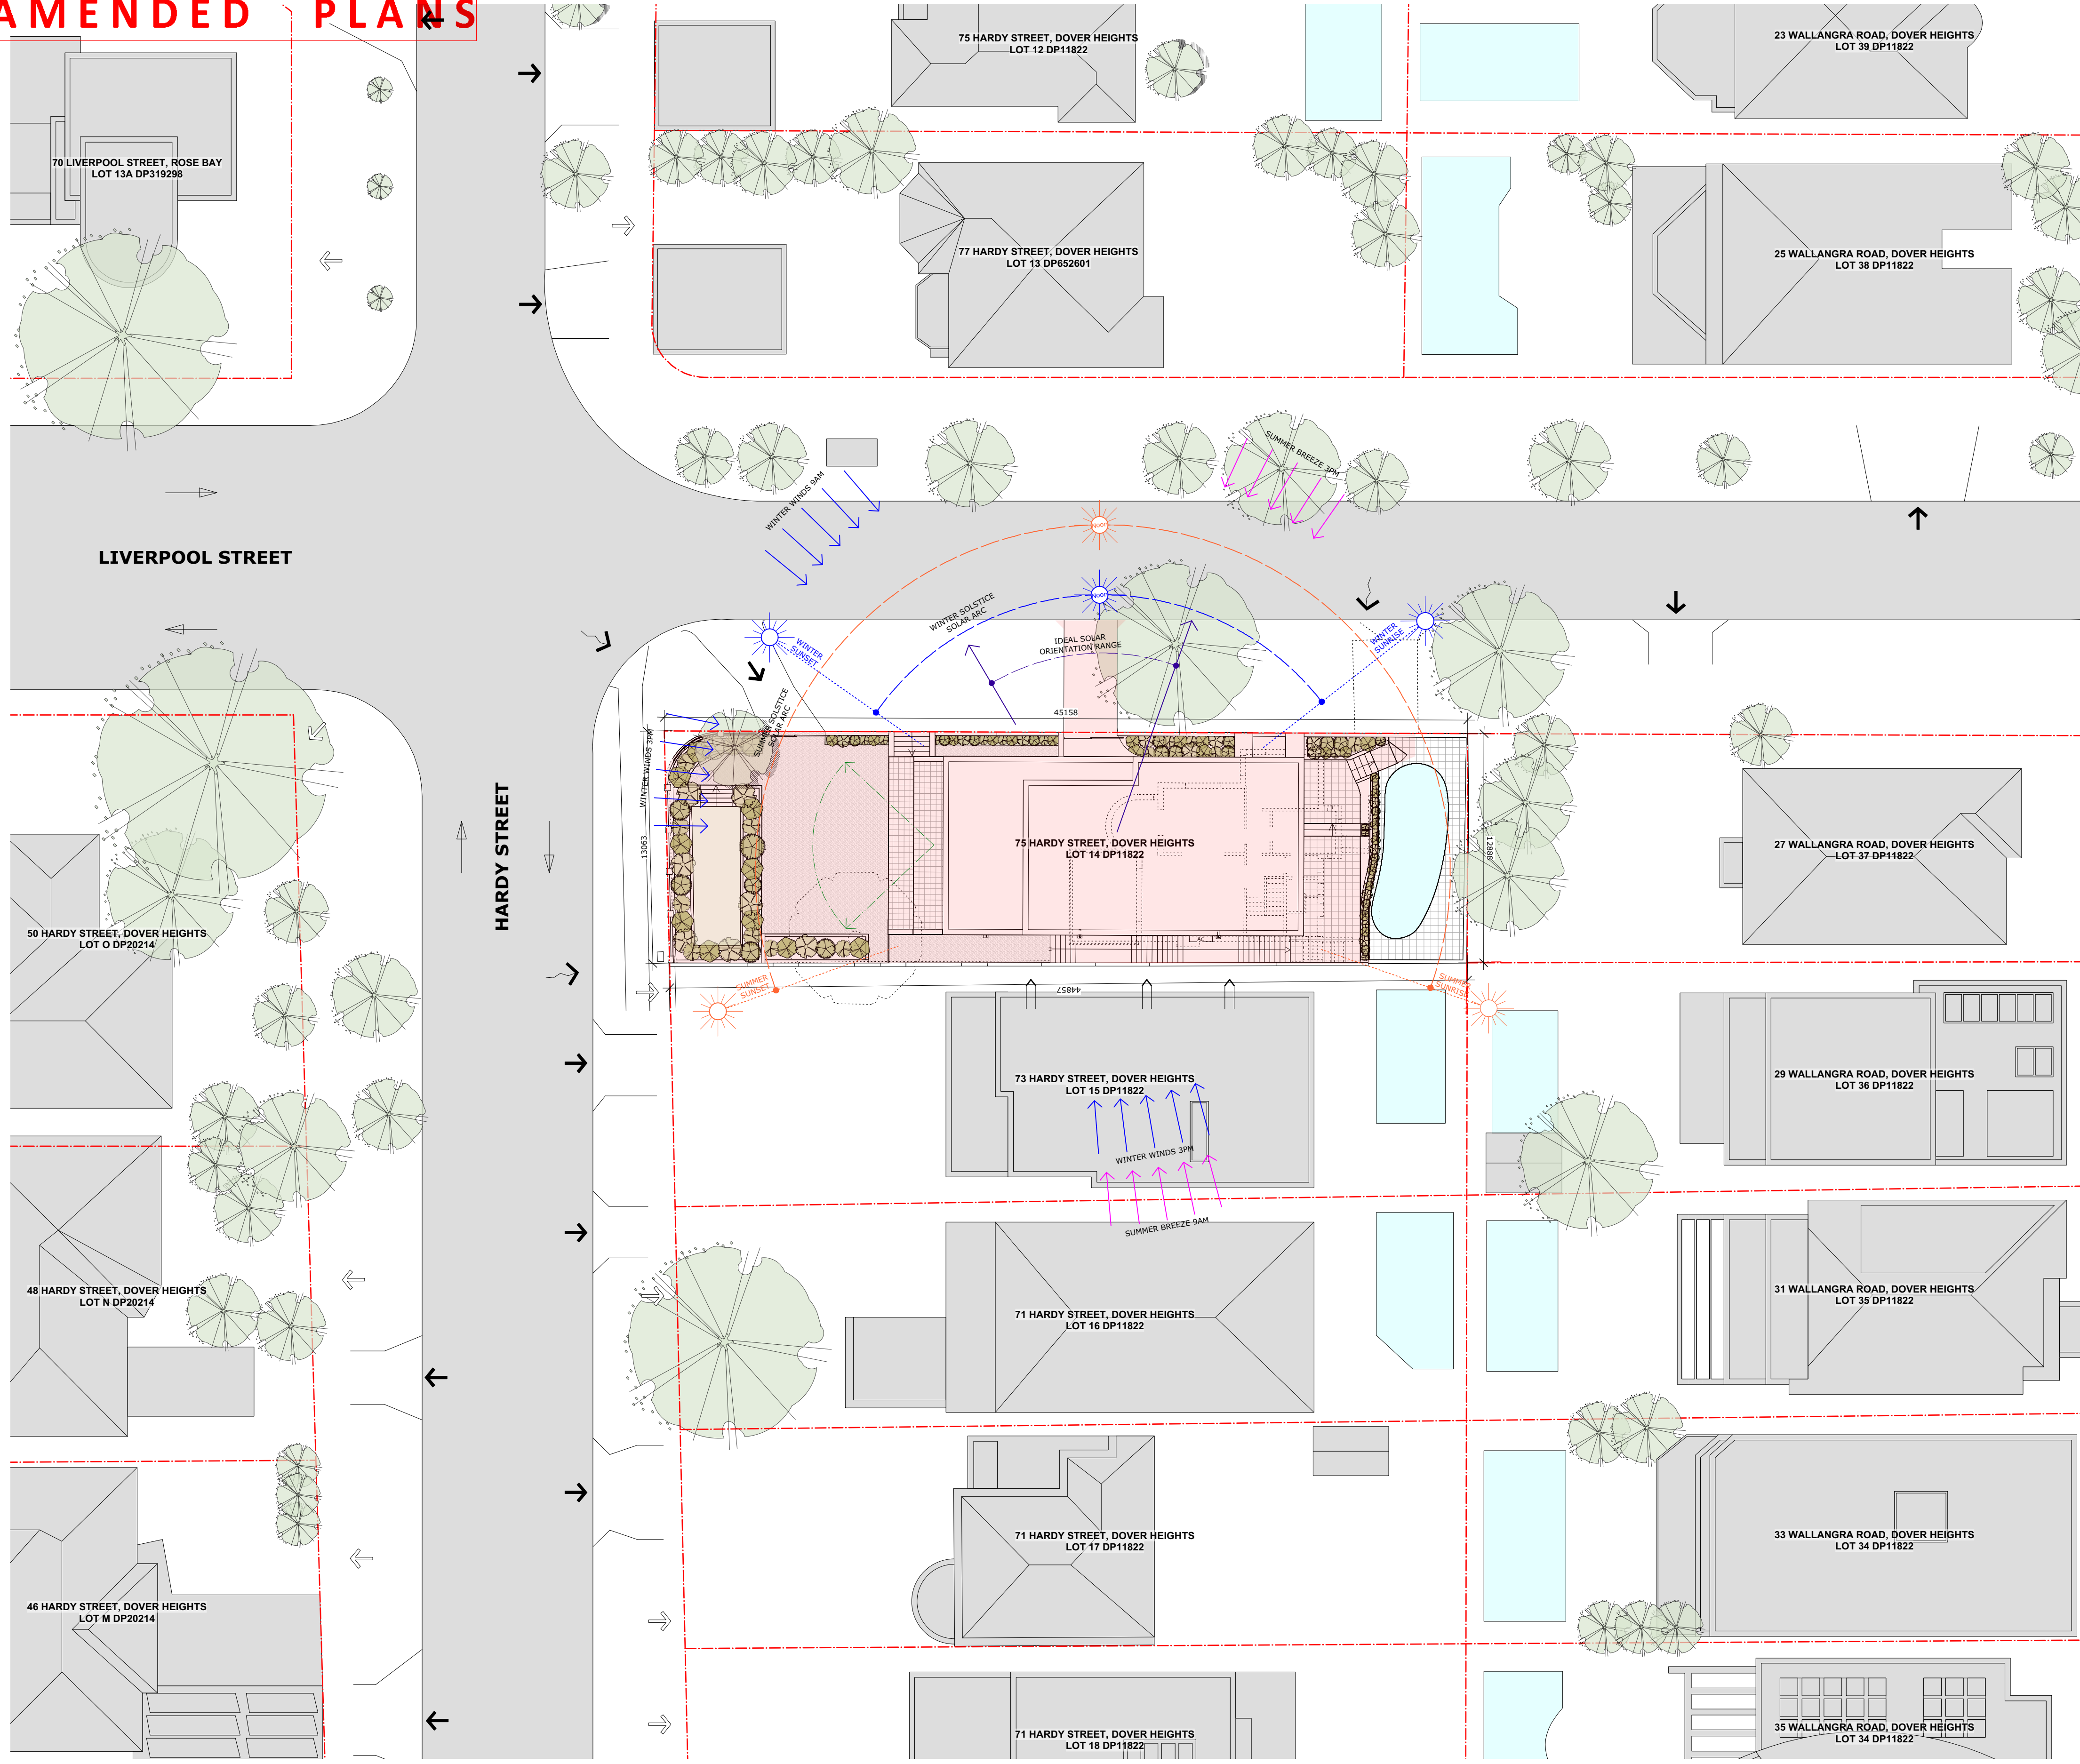 AMENDED PLANS
75 HARDY STREET, DOVER HEIGHTS
LOT 12 DP11822
23 WALLANGRA ROAD, DOVER HEIGHTS
LOT 39 DP11822
70 LIVERPOOL STREET, ROSE BAY
LOT 13A DP319298
77 HARDY STREET, DOVER HEIGHTS
LOT 13 DP652601
25 WALLANGRA ROAD, DOVER HEIGHTS
LOT 38 DP11822
SUMMER BREEZE 3PM
WINTER WINDS 9AM
Noon
LIVERPOOL STREET
Noon
WINTER SOLSTICE
SOLAR ARC
IDEAL SOLAR
ORIENTATION RANGE
WINTER
SUNSET
WINTER
SUNRISE
45158
SUMMER SOLSTICE
SOLAR ARC
WINTER WINDS 3PM
13063
12888
HARDY STREET
75 HARDY STREET, DOVER HEIGHTS
LOT 14 DP11822
27 WALLANGRA ROAD, DOVER HEIGHTS
LOT 37 DP11822
50 HARDY STREET, DOVER HEIGHTS
LOT O DP20214
SUMMER
SUNSET
SUMMER
SUNRISE
44857
73 HARDY STREET, DOVER HEIGHTS
LOT 15 DP11822
29 WALLANGRA ROAD, DOVER HEIGHTS
LOT 36 DP11822
WINTER WINDS 3PM
SUMMER BREEZE 9AM
48 HARDY STREET, DOVER HEIGHTS
LOT N DP20214
71 HARDY STREET, DOVER HEIGHTS
LOT 16 DP11822
31 WALLANGRA ROAD, DOVER HEIGHTS
LOT 35 DP11822
71 HARDY STREET, DOVER HEIGHTS
LOT 17 DP11822
33 WALLANGRA ROAD, DOVER HEIGHTS
LOT 34 DP11822
46 HARDY STREET, DOVER HEIGHTS
LOT M DP20214
71 HARDY STREET, DOVER HEIGHTS
LOT 18 DP11822
35 WALLANGRA ROAD, DOVER HEIGHTS
LOT 34 DP11822